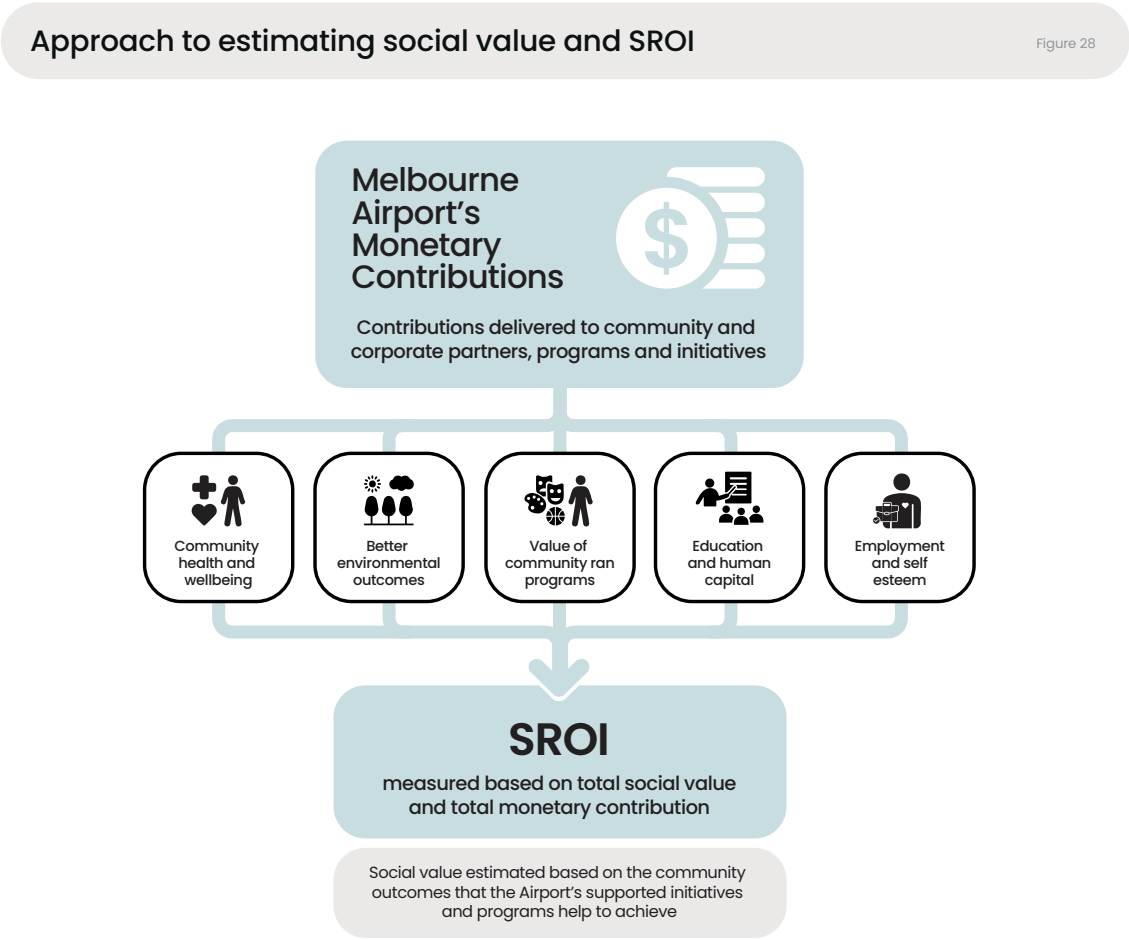 Approach to estimating social value and SROI
Figure 28
Melbourne
Airport's
Monetary
Contributions
$
Contributions delivered to community and
corporate partners, programs and initiatives
Community
health and
wellbeing
Better
environmental
outcomes
Value of
community ran
programs
Education
and human
capital
Employment
and self
esteem
SROI
measured based on total social value
and total monetary contribution
Social value estimated based on the community
outcomes that the Airport's supported initiatives
and programs help to achieve